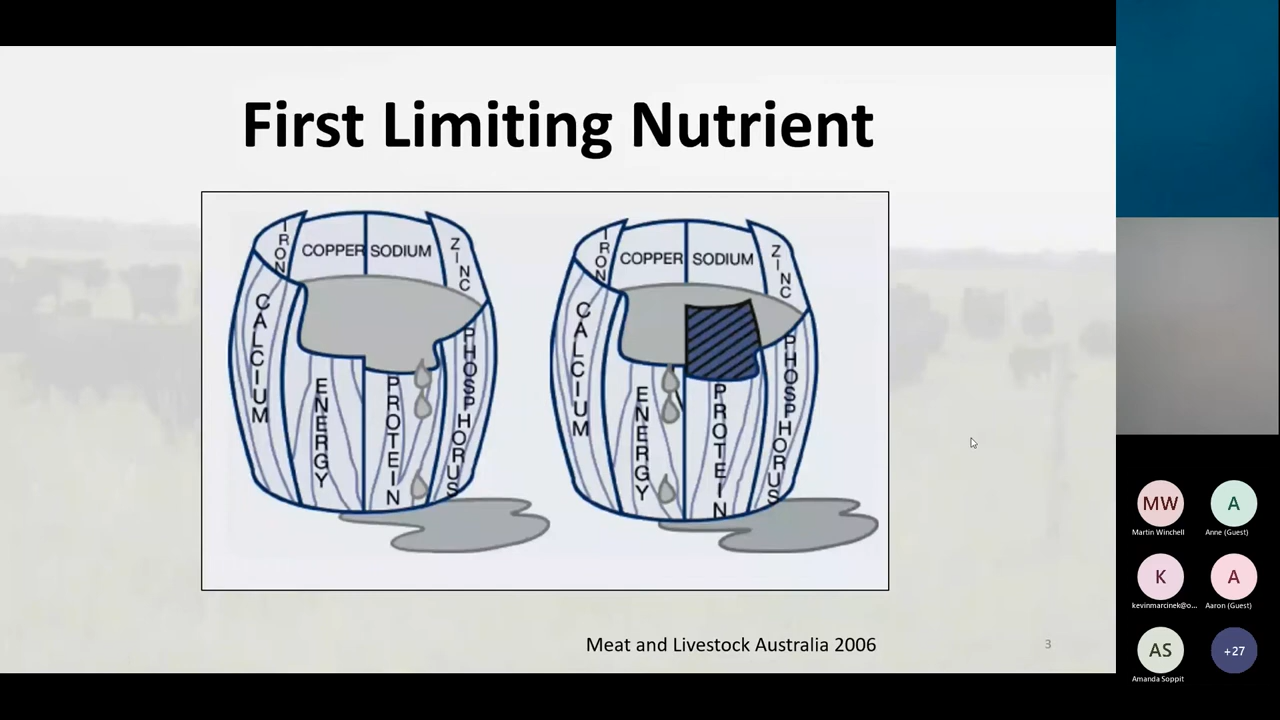 First Limiting Nutrient
IRON
COPPER
SODIUM
ZINC
CALCIUM
ENERGY
PROTEIN
PHOSPHORUS
IRON
COPPER
SODIUM
ZINC
CALCIUM
ENERGY
PROTEIN
PHOSPHORUS
Meat and Livestock Australia 2006
3
MW
Martin Winchell
A
Anne (Guest)
K
kevinmarcinek@o...
A
Aaron (Guest)
AS
Amanda Soppit
+27